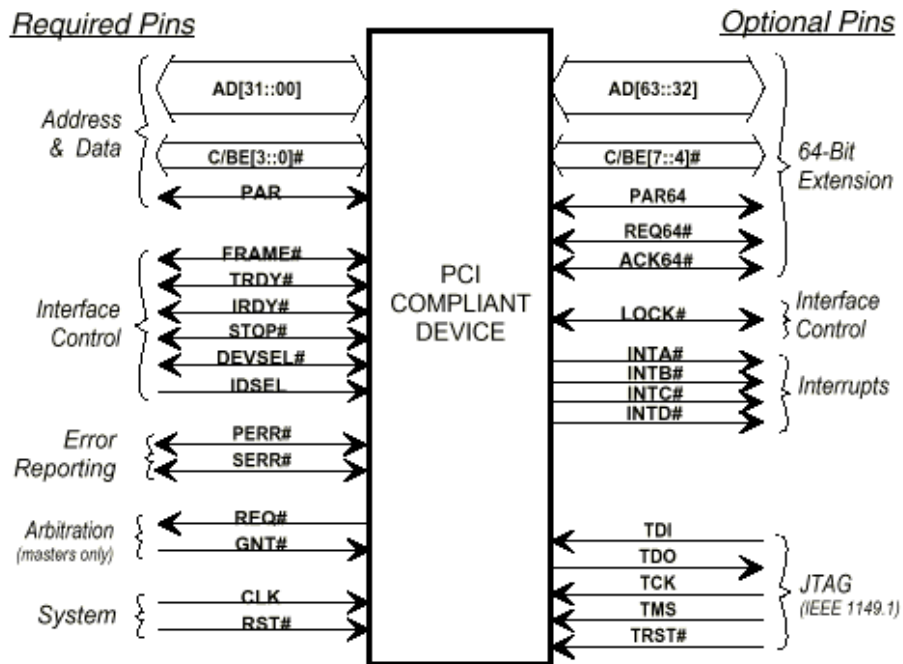 Required Pins
Optional Pins
Address
& Data
AD[31::00]
C/BE[3::0]#
PAR
Interface
Control
FRAME#
TRDY#
IRDY#
STOP#
DEVSEL#
IDSEL
Error
Reporting
PERR#
SERR#
Arbitration
(masters only)
REQ#
GNT#
System
CLK
RST#
PCI
COMPLIANT
DEVICE
AD[63::32]
C/BE[7::4]#
PAR64
REQ64#
ACK64#
64-Bit
Extension
LOCK#
Interface
Control
INTA#
INTB#
INTC#
INTD#
Interrupts
TDI
TDO
TCK
TMS
TRST#
JTAG
(IEEE 1149.1)